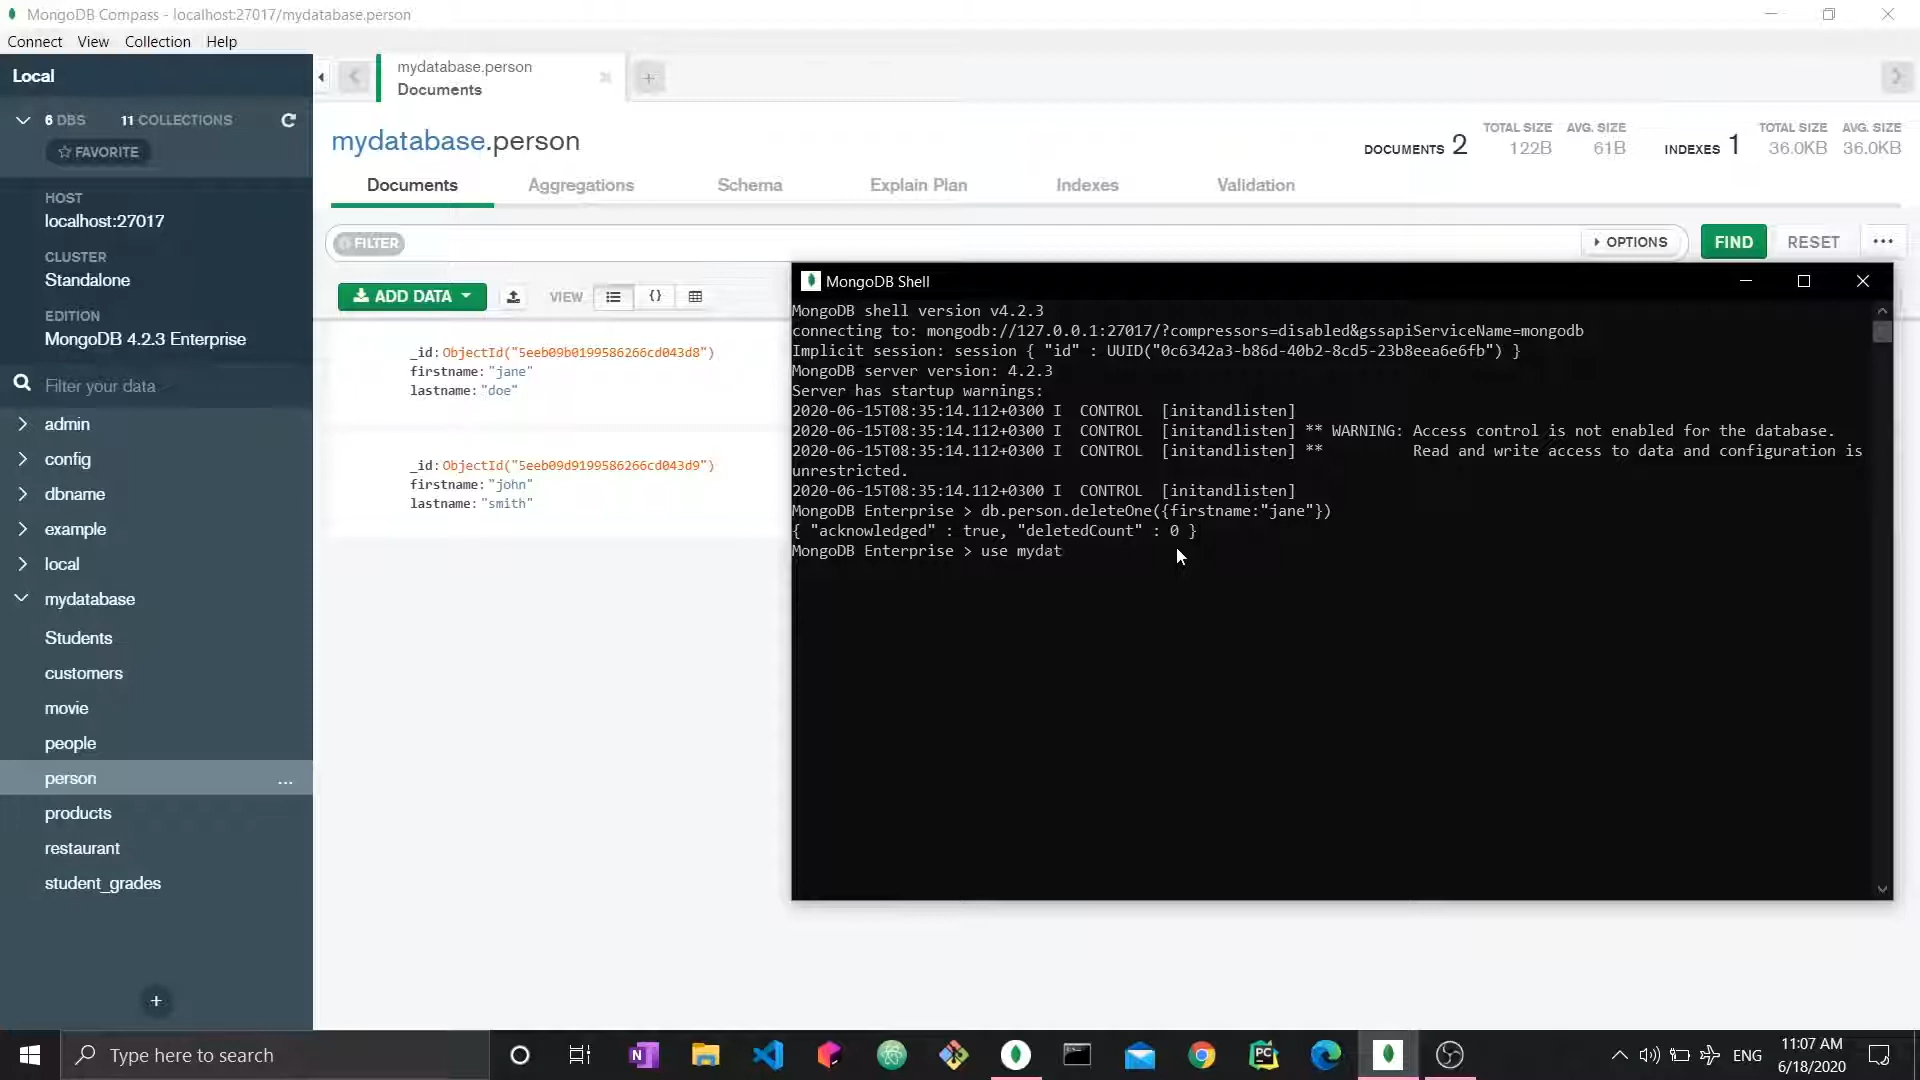 MongoDB Compass - localhost:27017/mydatabase.person
Connect View Collection Help
Local
6 DBS 11 COLLECTIONS
FAVORITE
HOST
localhost:27017
CLUSTER
Standalone
EDITION
MongoDB 4.2.3 Enterprise
Filter your data
admin
config
dbname
example
local
mydatabase
Students
customers
movie
people
person ...
products
restaurant
student_grades
+
mydatabase.person
Documents
+
mydatabase.person
DOCUMENTS 2
TOTAL SIZE 122B
AVG. SIZE 61B
INDEXES 1
TOTAL SIZE 36.0KB
AVG. SIZE 36.0KB
Documents Aggregations Schema Explain Plan Indexes Validation
FILTER OPTIONS FIND RESET ...
ADD DATA VIEW {}
_id:ObjectId("5eeb09b0199586266cd043d8")
firstname:"jane"
lastname:"doe"
_id:ObjectId("5eeb09d9199586266cd043d9")
firstname:"john"
lastname:"smith"
MongoDB Shell
MongoDB shell version v4.2.3
connecting to: mongodb://127.0.0.1:27017/?compressors=disabled&gssapiServiceName=mongodb
Implicit session: session { "id" : UUID("0c6342a3-b86d-40b2-8cd5-23b8eea6e6fb") }
MongoDB server version: 4.2.3
Server has startup warnings:
2020-06-15T08:35:14.112+0300 I CONTROL [initandlisten]
2020-06-15T08:35:14.112+0300 I CONTROL [initandlisten] ** WARNING: Access control is not enabled for the database.
2020-06-15T08:35:14.112+0300 I CONTROL [initandlisten] ** Read and write access to data and configuration is
unrestricted.
2020-06-15T08:35:14.112+0300 I CONTROL [initandlisten]
MongoDB Enterprise > db.person.deleteOne({firstname:"jane"})
{ "acknowledged" : true, "deletedCount" : 0 }
MongoDB Enterprise > use mydat
Type here to search
N
PC
ENG
11:07 AM
6/18/2020